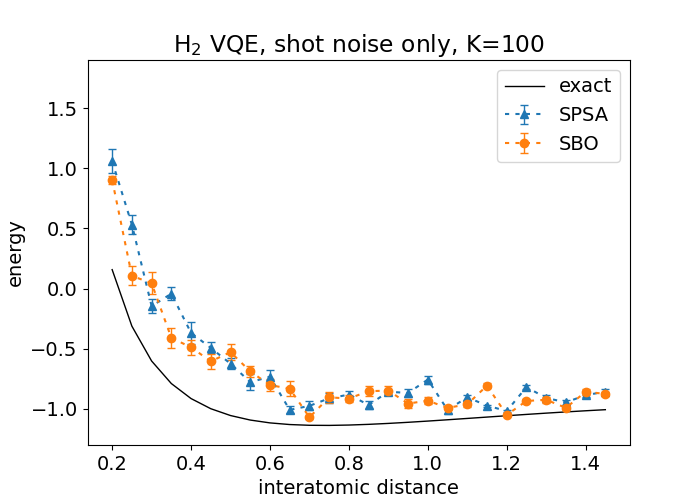 H₂ VQE, shot noise only, K=100
exact
SPSA
SBO
energy
1.5
1.0
0.5
0.0
−0.5
−1.0
0.2 0.4 0.6 0.8 1.0 1.2 1.4
interatomic distance